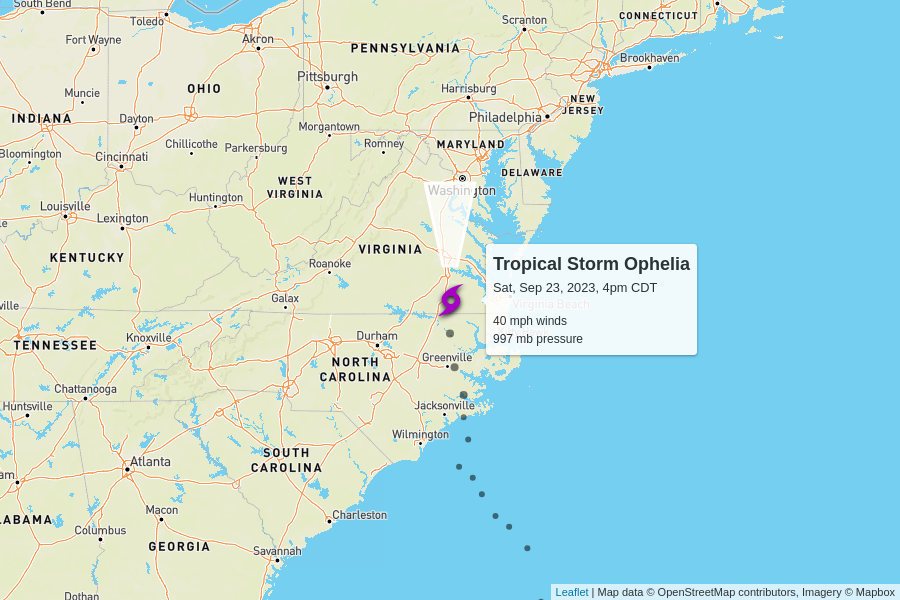 South Bend
Toledo
Scranton
CONNECTICUT
Fort Wayne
Akron
PENNSYLVANIA
Brookhaven
Pittsburgh
Muncie
OHIO
Harrisburg
NEW
JERSEY
INDIANA
Dayton
Philadelphia
Morgantown
Chillicothe
Parkersburg
Romney
MARYLAND
Bloomington
Cincinnati
DELAWARE
WEST
VIRGINIA
Washington
Huntington
Louisville
Lexington
KENTUCKY
VIRGINIA
Roanoke
Tropical Storm Ophelia
Sat, Sep 23, 2023, 4pm CDT
Galax
Virginia Beach
40 mph winds
997 mb pressure
ville
TENNESSEE
Knoxville
Durham
Greenville
NORTH
CAROLINA
Chattanooga
Huntsville
Jacksonville
Wilmington
SOUTH
CAROLINA
Atlanta
am
Macon
Charleston
LABAMA
Columbus
GEORGIA
Savannah
Dothan
Leaflet | Map data © OpenStreetMap contributors, Imagery © Mapbox